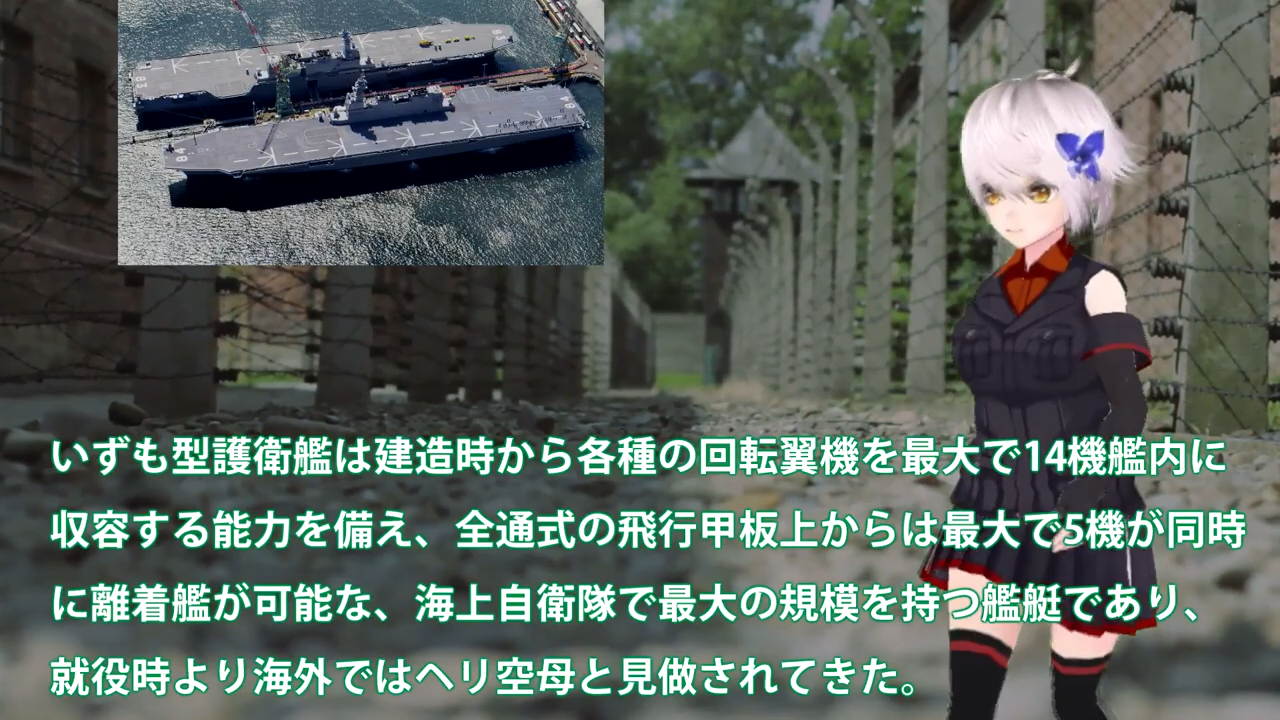 83
84
いずも型護衛艦は建造時から各種の回転翼機を最大で14機艦内に
収容する能力を備え、全通式の飛行甲板上からは最大で5機が同時
に離着艦が可能な、海上自衛隊で最大の規模を持つ艦艇であり、
就役時より海外ではヘリ空母と見做されてきた。